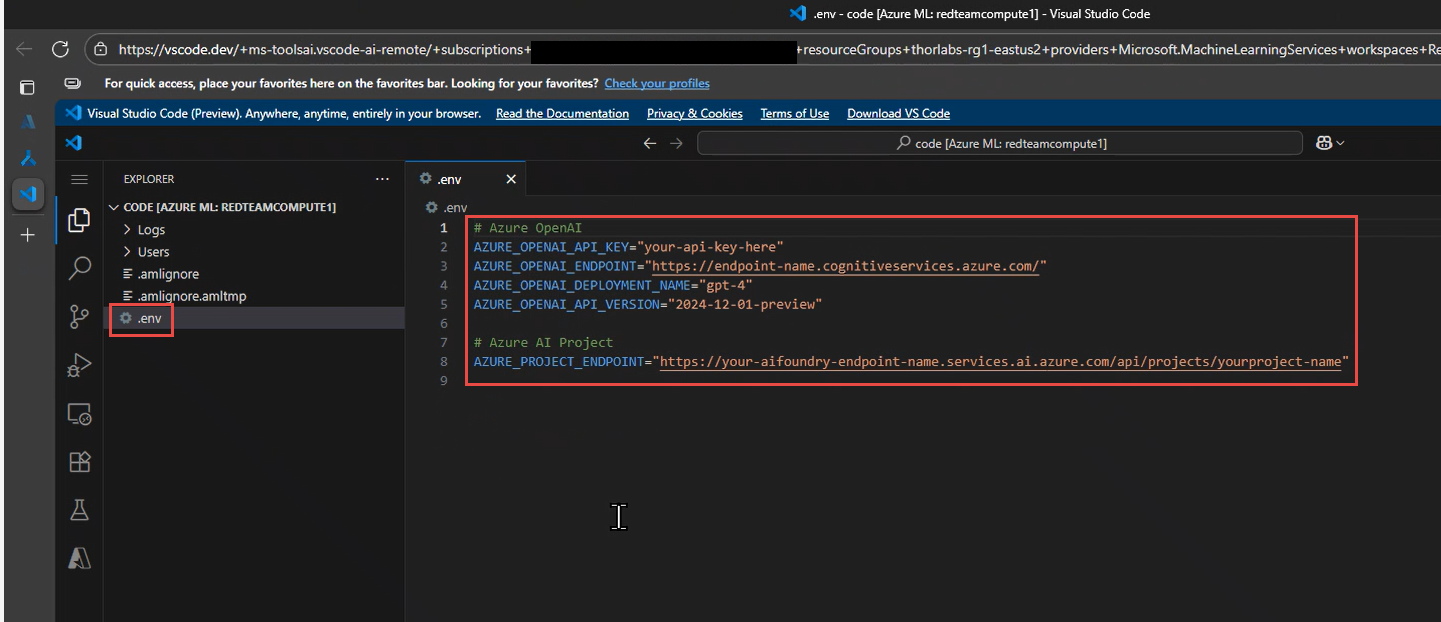 .env - code [Azure ML: redteamcompute1] - Visual Studio Code
https://vscode.dev/+ms-toolsai.vscode-ai-remote/+subscriptions+ +resourceGroups+thorlabs-rg1-eastus2+providers+Microsoft.MachineLearningServices+workspaces+Re
For quick access, place your favorites here on the favorites bar. Looking for your favorites? Check your profiles
Visual Studio Code (Preview). Anywhere, anytime, entirely in your browser. Read the Documentation Privacy & Cookies Terms of Use Download VS Code
code [Azure ML: redteamcompute1]
EXPLORER
CODE [AZURE ML: REDTEAMCOMPUTE1]
Logs
Users
.amlignore
.amlignore.amltmp
.env
.env
.env
1 # Azure OpenAI
2 AZURE_OPENAI_API_KEY="your-api-key-here"
3 AZURE_OPENAI_ENDPOINT="https://endpoint-name.cognitiveservices.azure.com/"
4 AZURE_OPENAI_DEPLOYMENT_NAME="gpt-4"
5 AZURE_OPENAI_API_VERSION="2024-12-01-preview"
6
7 # Azure AI Project
8 AZURE_PROJECT_ENDPOINT="https://your-aifoundry-endpoint-name.services.ai.azure.com/api/projects/yourproject-name"
9